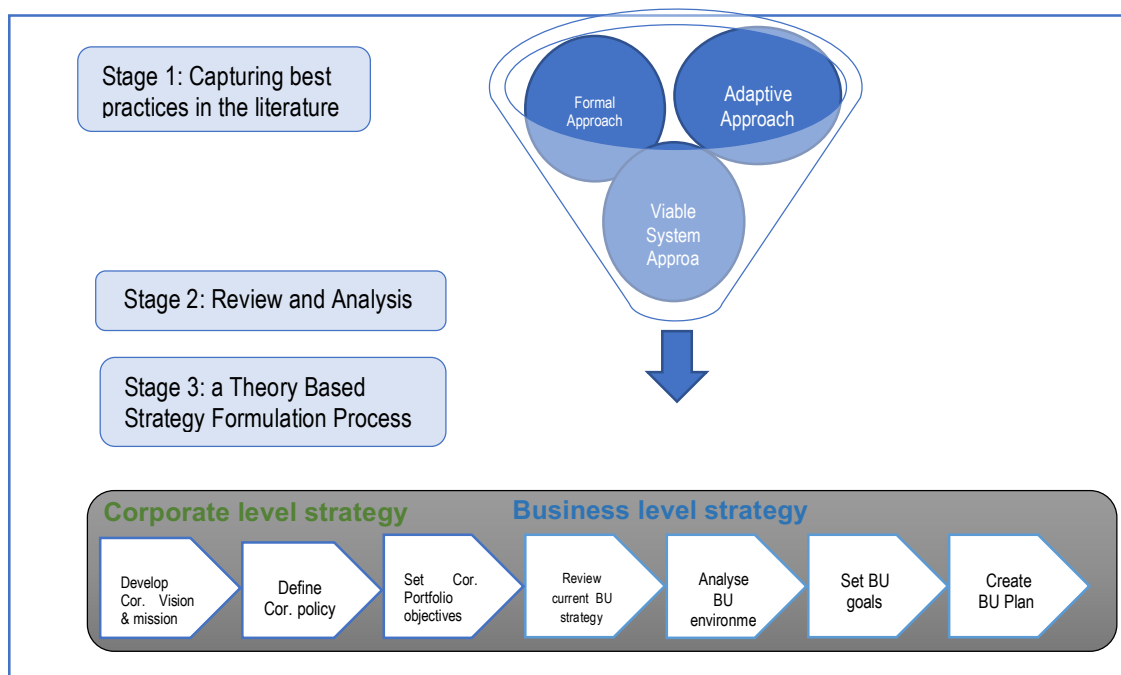 Stage 1: Capturing best
practices in the literature
Formal
Approach
Adaptive
Approach
Viable
System
Approa
Stage 2: Review and Analysis
Stage 3: a Theory Based
Strategy Formulation Process
Corporate level strategy
Business level strategy
Develop
Cor. Vision
& mission
Define
Cor. policy
Set Cor.
Portfolio
objectives
Review
current BU
strategy
Analyse
BU
environme
Set BU
goals
Create
BU Plan